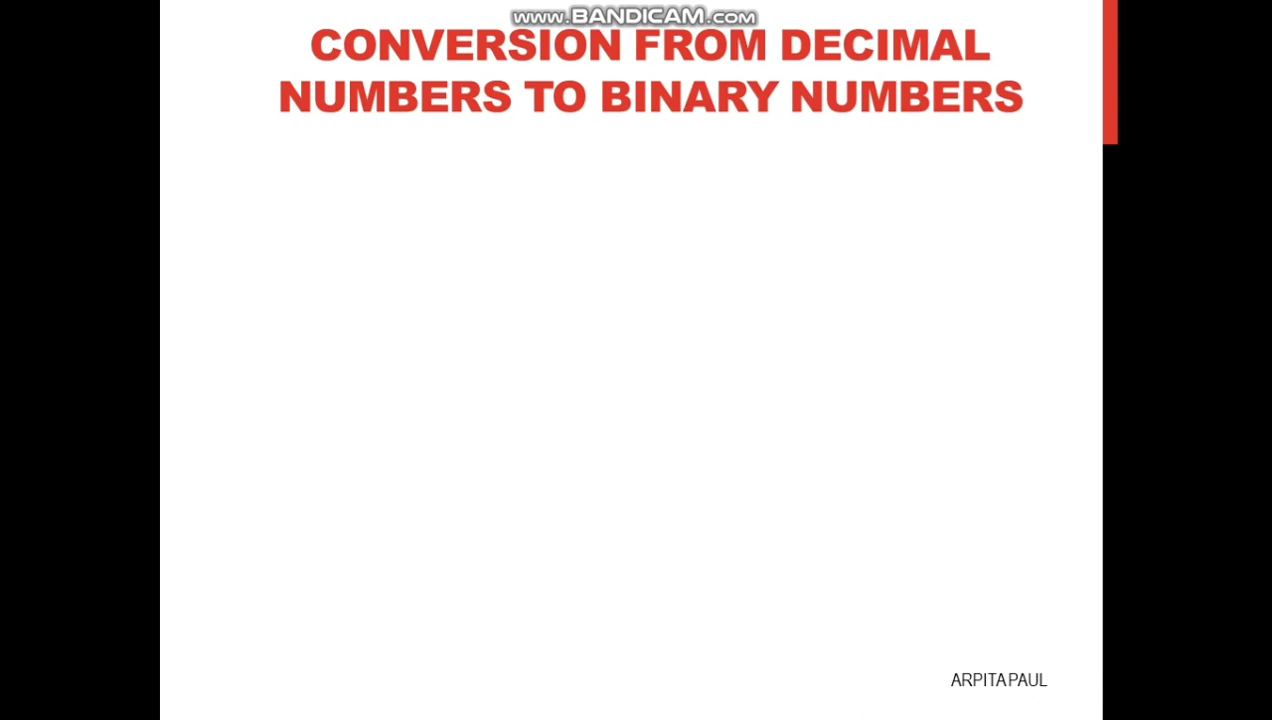 www.BANDICAM.com
CONVERSION FROM DECIMAL
NUMBERS TO BINARY NUMBERS
ARPITA PAUL